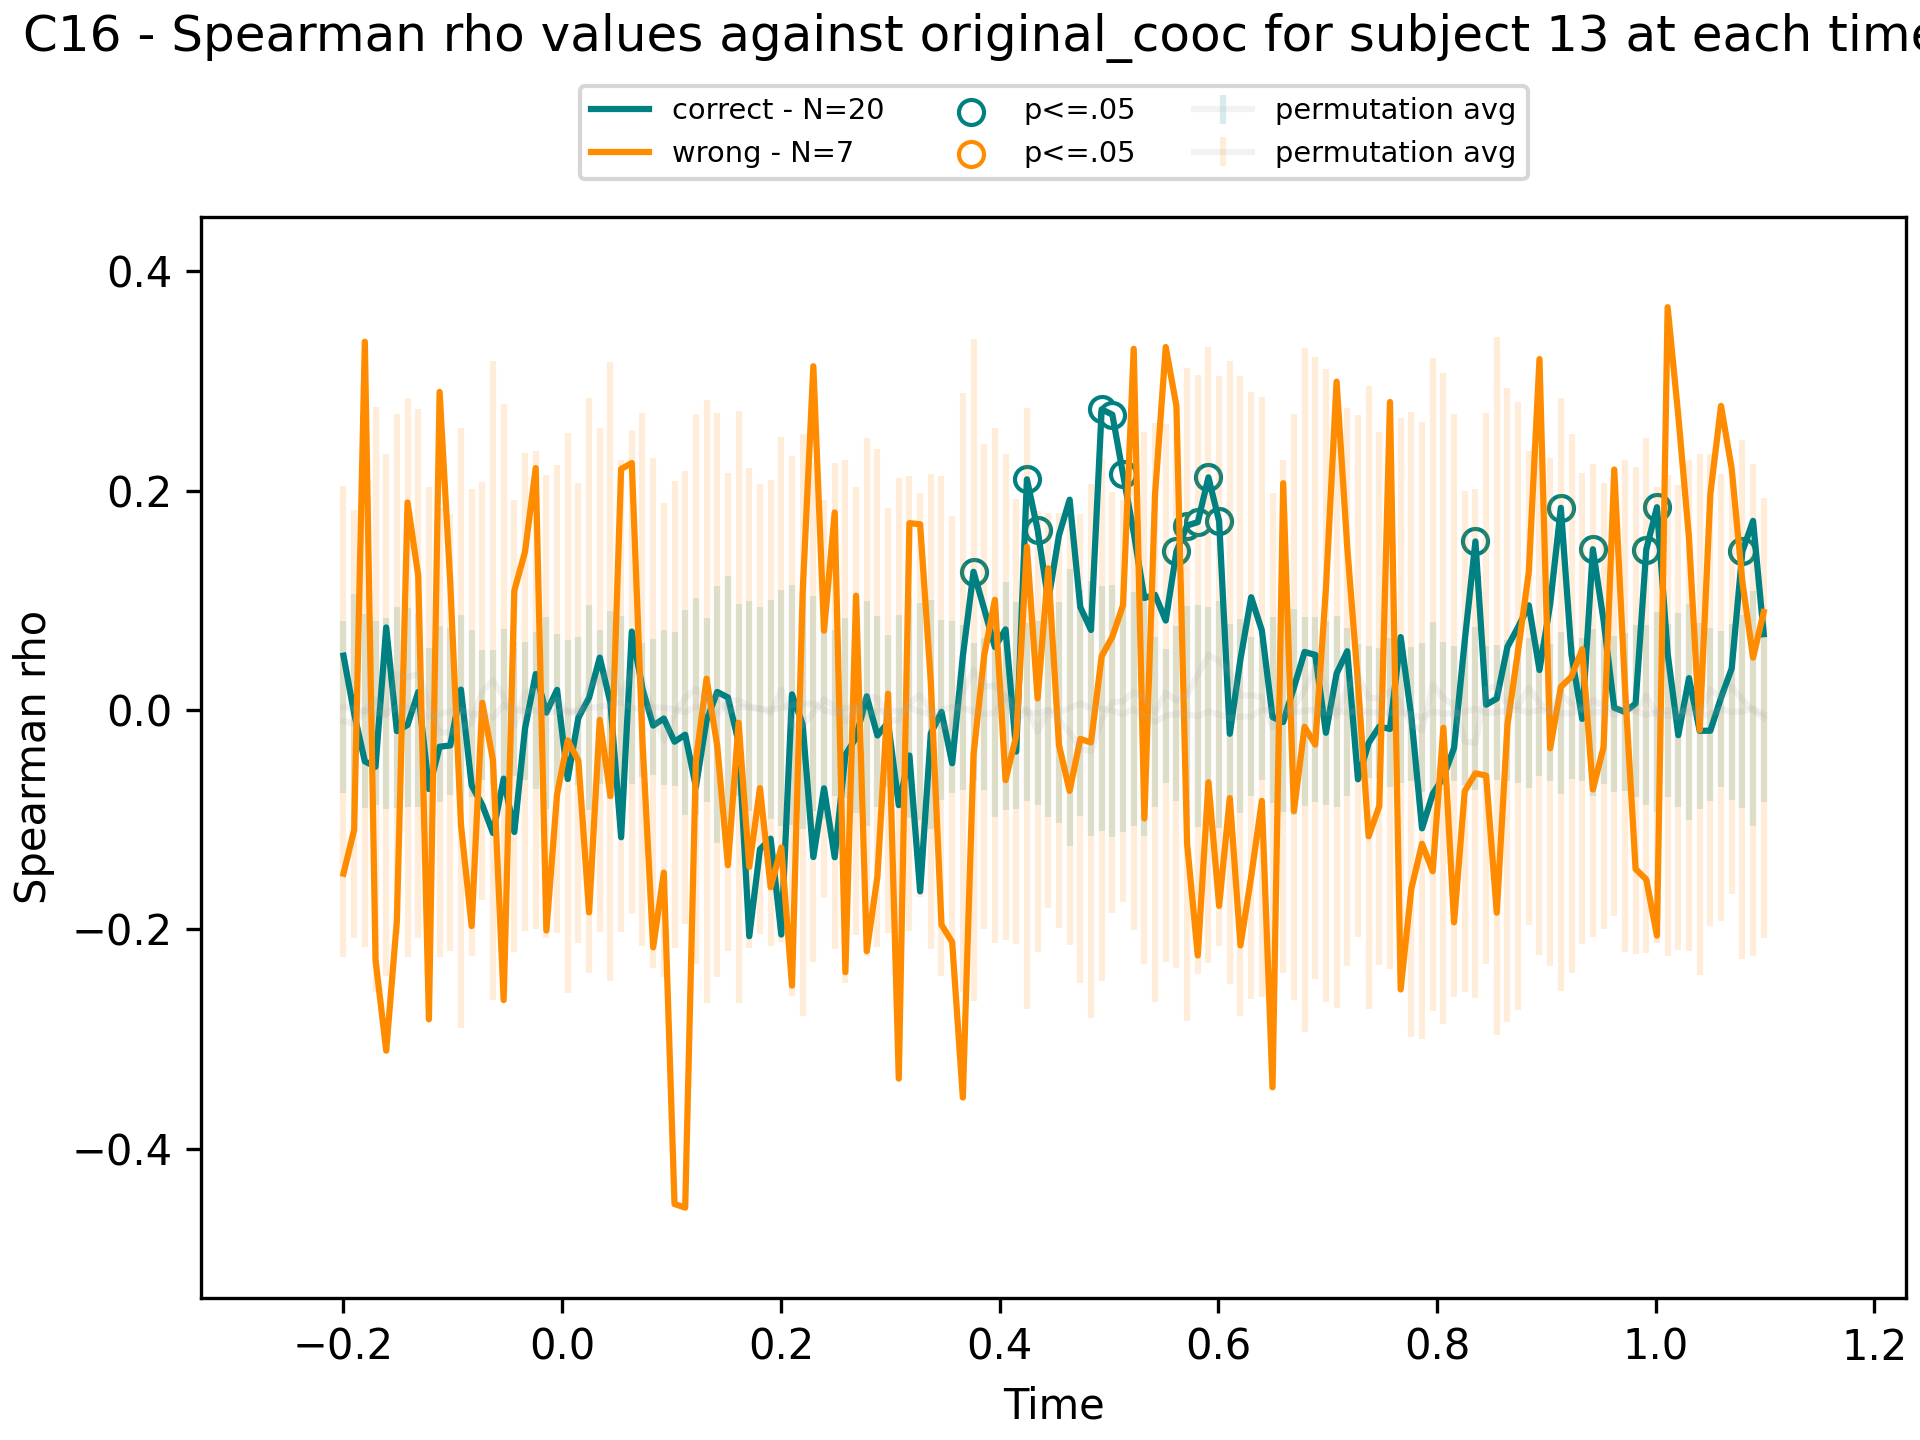 C16 - Spearman rho values against original_cooc for subject 13 at each time
correct - N=20
wrong - N=7
p<=.05
p<=.05
permutation avg
permutation avg
Spearman rho
0.4
0.2
0.0
−0.2
−0.4
−0.2
0.0
0.2
0.4
0.6
0.8
1.0
1.2
Time